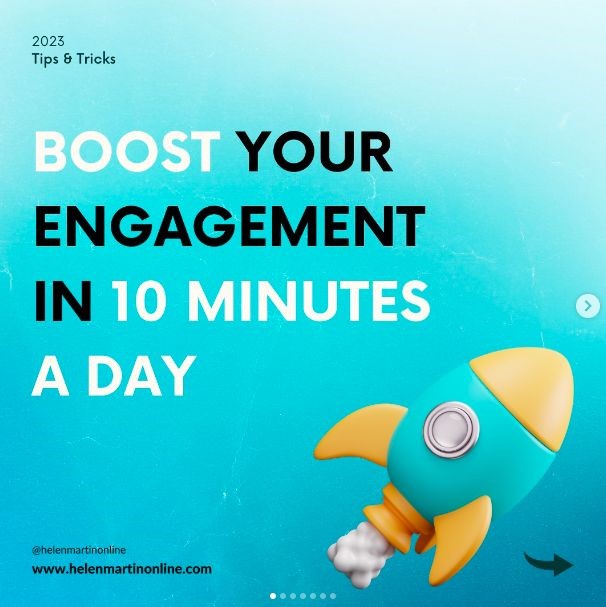 2023
Tips & Tricks
BOOST YOUR
ENGAGEMENT
IN 10 MINUTES
A DAY
@helenmartinonline
www.helenmartinonline.com